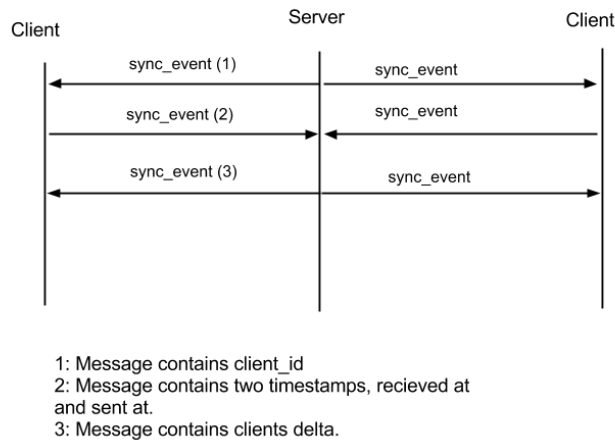 Client
Server
Client
sync_event (1)
sync_event
sync_event (2)
sync_event
sync_event (3)
sync_event
1: Message contains client_id
2: Message contains two timestamps, recieved at
and sent at.
3: Message contains clients delta.